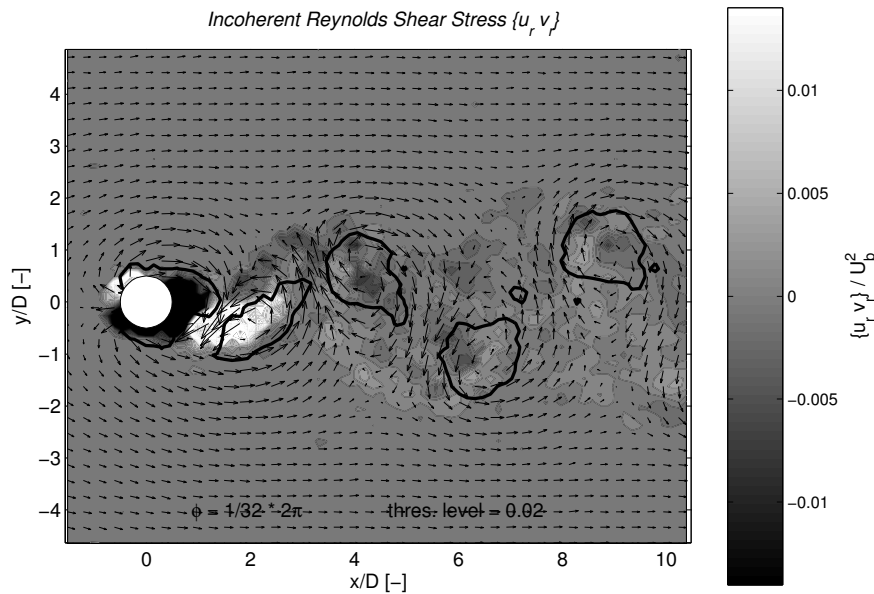 Incoherent Reynolds Shear Stress {u_r v_r}
4
3
2
1
0
−1
−2
−3
−4
y/D [−]
ϕ = 1/32 * 2π
thres. level = 0.02
0 2 4 6 8 10
x/D [−]
0.01
0.005
0
−0.005
−0.01
{u_r v_r} / U_b^2